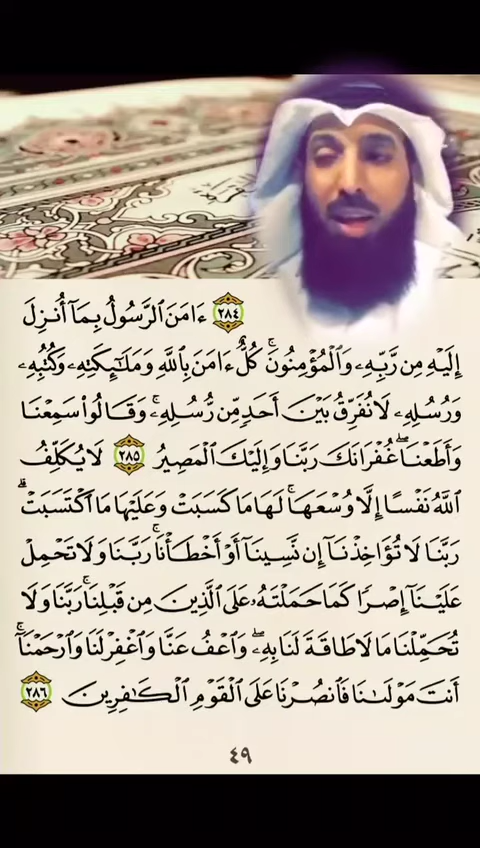 ٢٨٤ ءَامَنَ ٱلرَّسُولُ بِمَآ أُنزِلَ
إِلَيْهِ مِن رَّبِّهِۦ وَٱلْمُؤْمِنُونَ ۚ كُلٌّ ءَامَنَ بِٱللَّهِ وَمَلَـٰٓئِكَتِهِۦ وَكُتُبِهِۦ
وَرُسُلِهِۦ لَا نُفَرِّقُ بَيْنَ أَحَدٍ مِّن رُّسُلِهِۦ ۚ وَقَالُوا۟ سَمِعْنَا
وَأَطَعْنَا ۖ غُفْرَانَكَ رَبَّنَا وَإِلَيْكَ ٱلْمَصِيرُ ٢٨٥ لَا يُكَلِّفُ
ٱللَّهُ نَفْسًا إِلَّا وُسْعَهَا ۚ لَهَا مَا كَسَبَتْ وَعَلَيْهَا مَا ٱكْتَسَبَتْ ۗ
رَبَّنَا لَا تُؤَاخِذْنَآ إِن نَّسِينَآ أَوْ أَخْطَأْنَا ۚ رَبَّنَا وَلَا تَحْمِلْ
عَلَيْنَآ إِصْرًا كَمَا حَمَلْتَهُۥ عَلَى ٱلَّذِينَ مِن قَبْلِنَا ۚ رَبَّنَا وَلَا
تُحَمِّلْنَا مَا لَا طَاقَةَ لَنَا بِهِۦ ۖ وَٱعْفُ عَنَّا وَٱغْفِرْ لَنَا وَٱرْحَمْنَآ ۚ
أَنتَ مَوْلَىٰنَا فَٱنصُرْنَا عَلَى ٱلْقَوْمِ ٱلْكَـٰفِرِينَ ٢٨٦
٤٩